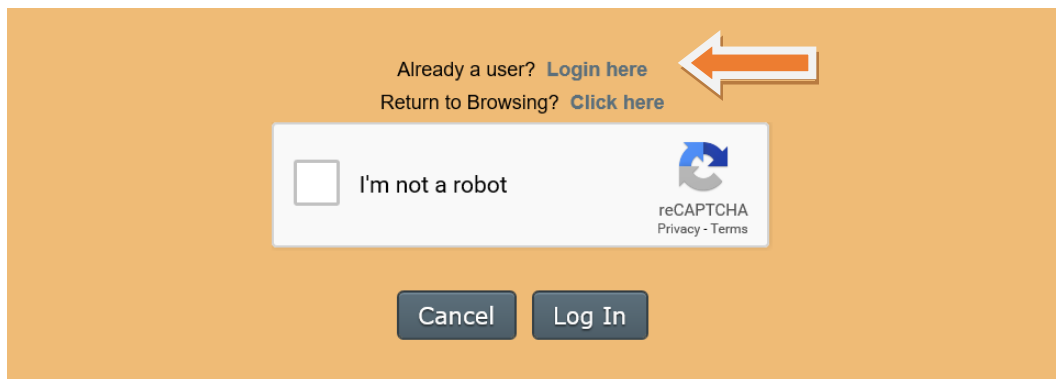 Already a user? Login here
Return to Browsing? Click here
I'm not a robot
reCAPTCHA
Privacy - Terms
Cancel Log In